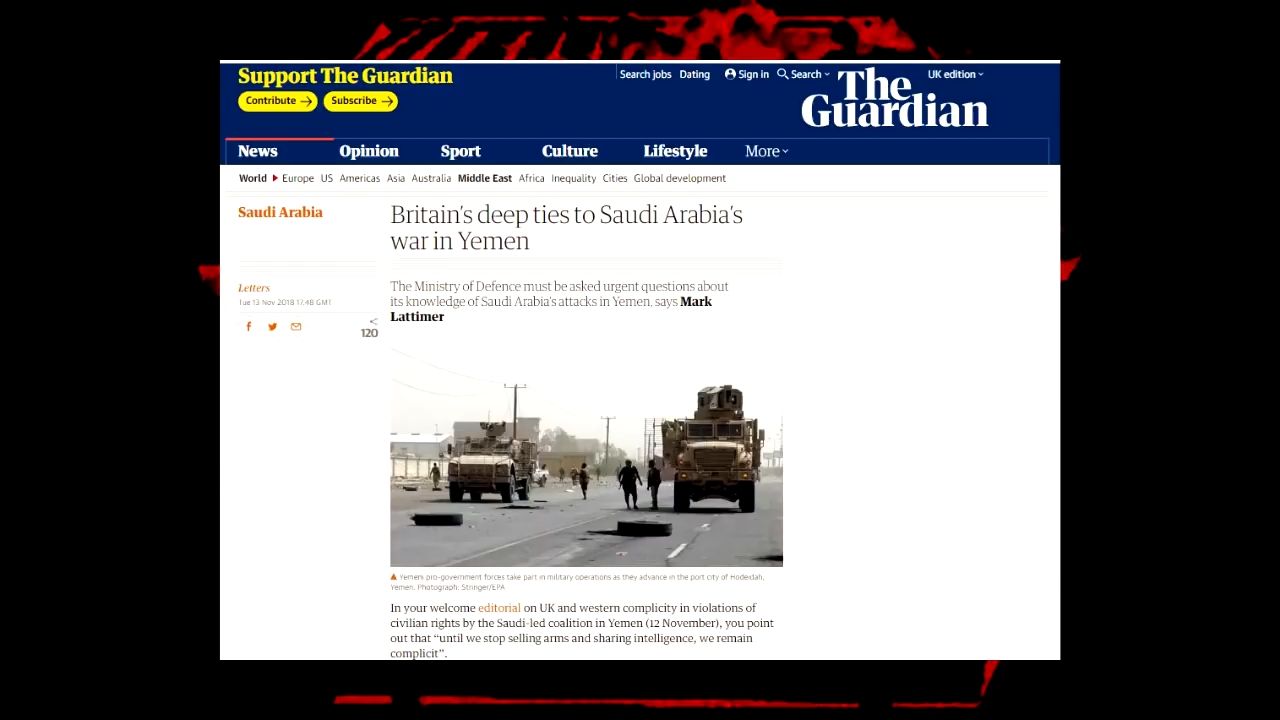 Support The Guardian
Contribute →
Subscribe →
Search jobs Dating Sign in Search UK edition
The
Guardian
News Opinion Sport Culture Lifestyle More
World Europe US Americas Asia Australia Middle East Africa Inequality Cities Global development
Saudi Arabia
Britain's deep ties to Saudi Arabia's
war in Yemen
Letters
Tue 13 Nov 2018 17.48 GMT
120
The Ministry of Defence must be asked urgent questions about
its knowledge of Saudi Arabia's attacks in Yemen, says Mark
Lattimer
Yemeni pro-government forces take part in military operations as they advance in the port city of Hodeidah,
Yemen. Photograph: Stringer/EPA
In your welcome editorial on UK and western complicity in violations of
civilian rights by the Saudi-led coalition in Yemen (12 November), you point
out that “until we stop selling arms and sharing intelligence, we remain
complicit”.